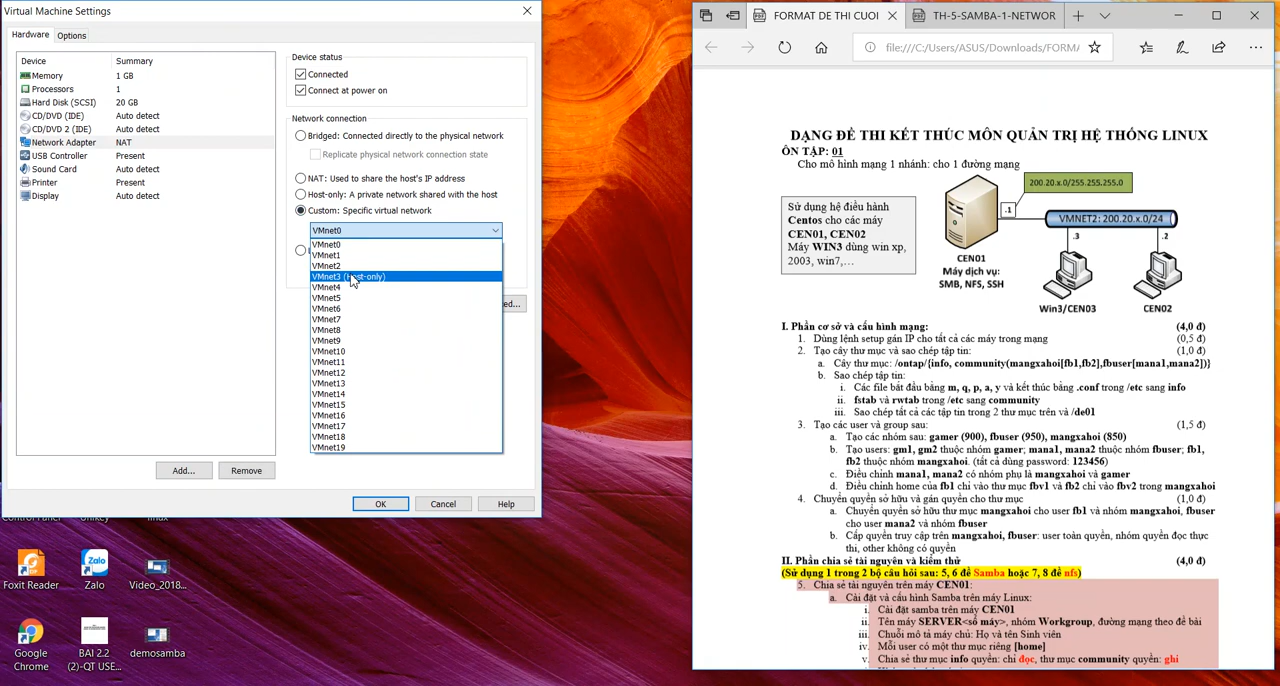 Virtual Machine Settings
Hardware
Options
Device Summary
Memory 1 GB
Processors 1
Hard Disk (SCSI) 20 GB
CD/DVD (IDE) Auto detect
CD/DVD 2 (IDE) Auto detect
Network Adapter NAT
USB Controller Present
Sound Card Auto detect
Printer Present
Display Auto detect
Add...
Remove
Device status
Connected
Connect at power on
Network connection
Bridged: Connected directly to the physical network
Replicate physical network connection state
NAT: Used to share the host's IP address
Host-only: A private network shared with the host
Custom: Specific virtual network
VMnet0
VMnet0
VMnet1
VMnet2
VMnet3 (Host-only)
VMnet4
VMnet5
VMnet6
VMnet7
VMnet8
VMnet9
VMnet10
VMnet11
VMnet12
VMnet13
VMnet14
VMnet15
VMnet16
VMnet17
VMnet18
VMnet19
OK
Cancel
Help
Foxit Reader
Zalo
Video_2018...
Google
Chrome
BAI 2.2
(2)-QT USE...
demosamba
FORMAT DE THI CUOI
TH-5-SAMBA-1-NETWOR
file:///C:/Users/ASUS/Downloads/FORMA
DẠNG ĐỀ THI KẾT THÚC MÔN QUẢN TRỊ HỆ THỐNG LINUX
ÔN TẬP: 01
Cho mô hình mạng 1 nhánh: cho 1 đường mạng
Sử dụng hệ điều hành
Centos cho các máy
CEN01, CEN02
Máy WIN3 dùng win xp,
2003, win7,...
200.20.x.0/255.255.255.0
.1
VMNET2: 200.20.x.0/24
.3
.2
CEN01
Máy dịch vụ:
SMB, NFS, SSH
Win3/CEN03
CEN02
I. Phần cơ sở và cấu hình mạng: (4,0 đ)
1. Dùng lệnh setup gán IP cho tất cả các máy trong mạng (0,5 đ)
2. Tạo cây thư mục và sao chép tập tin: (1,0 đ)
a. Cây thư mục: /ontap/{info, community(mangxahoi[fb1,fb2],fbuser[mana1,mana2])}
b. Sao chép tập tin:
i. Các file bắt đầu bằng m, q, p, a, y và kết thúc bằng .conf trong /etc sang info
ii. fstab và rwtab trong /etc sang community
iii. Sao chép tất cả các tập tin trong 2 thư mục trên và /de01
3. Tạo các user và group sau: (1,5 đ)
a. Tạo các nhóm sau: gamer (900), fbuser (950), mangxahoi (850)
b. Tạo users: gm1, gm2 thuộc nhóm gamer; mana1, mana2 thuộc nhóm fbuser; fb1,
fb2 thuộc nhóm mangxahoi. (tất cả dùng password: 123456)
c. Điều chỉnh mana1, mana2 có nhóm phụ là mangxahoi và gamer
d. Điều chỉnh home của fb1 chỉ vào thư mục fbv1 và fb2 chỉ vào fbv2 trong mangxahoi
4. Chuyển quyền sở hữu và gán quyền cho thư mục (1,0 đ)
a. Chuyển quyền sở hữu thư mục mangxahoi cho user fb1 và nhóm mangxahoi, fbuser
cho user mana2 và nhóm fbuser
b. Cấp quyền truy cập trên mangxahoi, fbuser: user toàn quyền, nhóm quyền đọc thực
thi, other không có quyền
II. Phần chia sẻ tài nguyên và kiểm thử (4,0 đ)
(Sử dụng 1 trong 2 bộ câu hỏi sau: 5, 6 đề Samba hoặc 7, 8 đề nfs)
5. Chia sẻ tài nguyên trên máy CEN01:
a. Cài đặt và cấu hình Samba trên máy Linux:
i. Cài đặt samba trên máy CEN01
ii. Tên máy SERVER<số máy>, nhóm Workgroup, đường mạng theo đề bài
iii. Chuỗi mô tả máy chủ: Họ và tên Sinh viên
iv. Mỗi user có một thư mục riêng [home]
v. Chia sẻ thư mục info quyền: chỉ đọc, thư mục community quyền: ghi